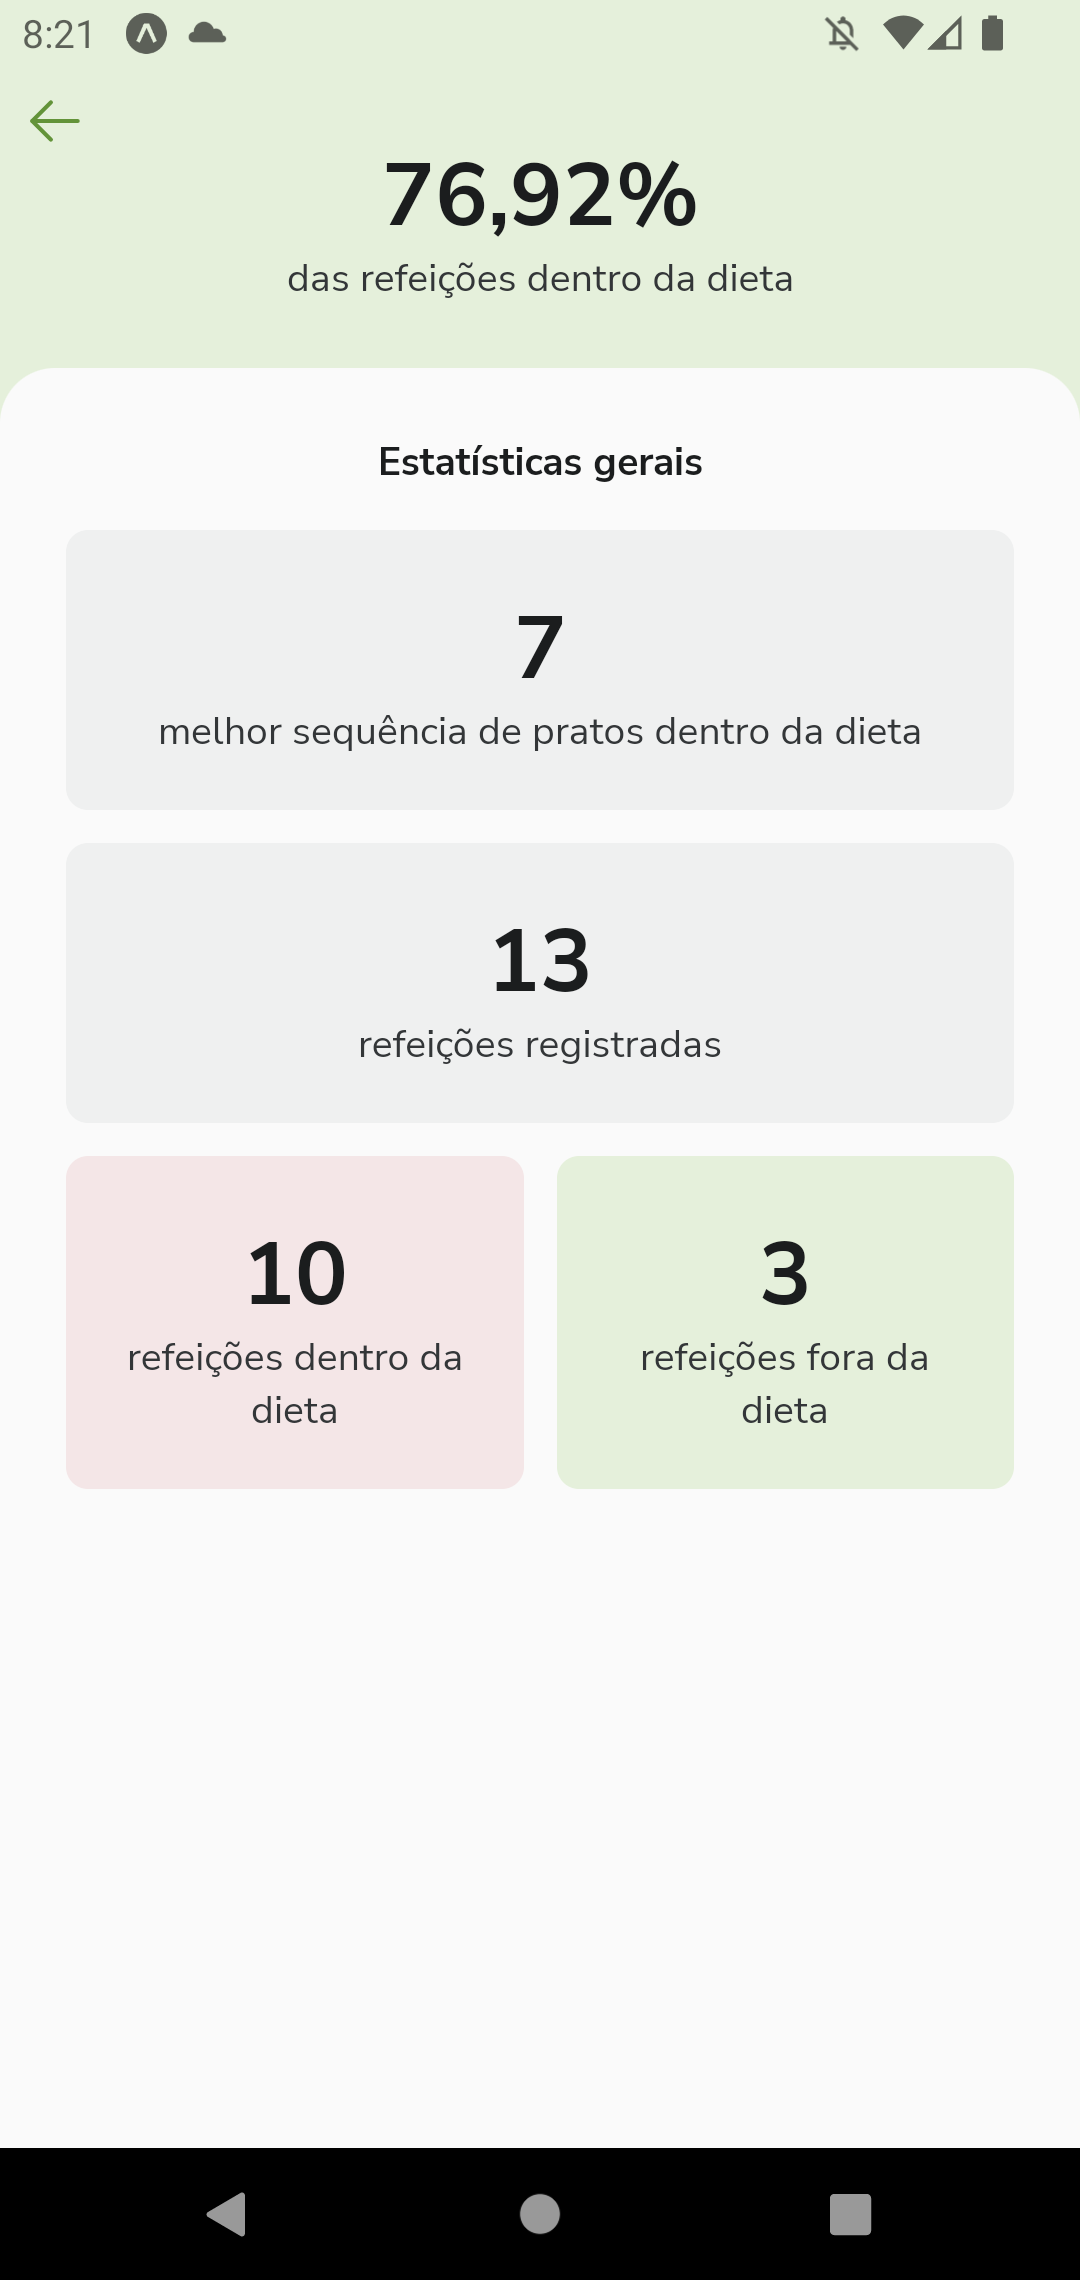 8:21
76,92%
das refeições dentro da dieta
Estatísticas gerais
7
melhor sequência de pratos dentro da dieta
13
refeições registradas
10
refeições dentro da
dieta
3
refeições fora da
dieta